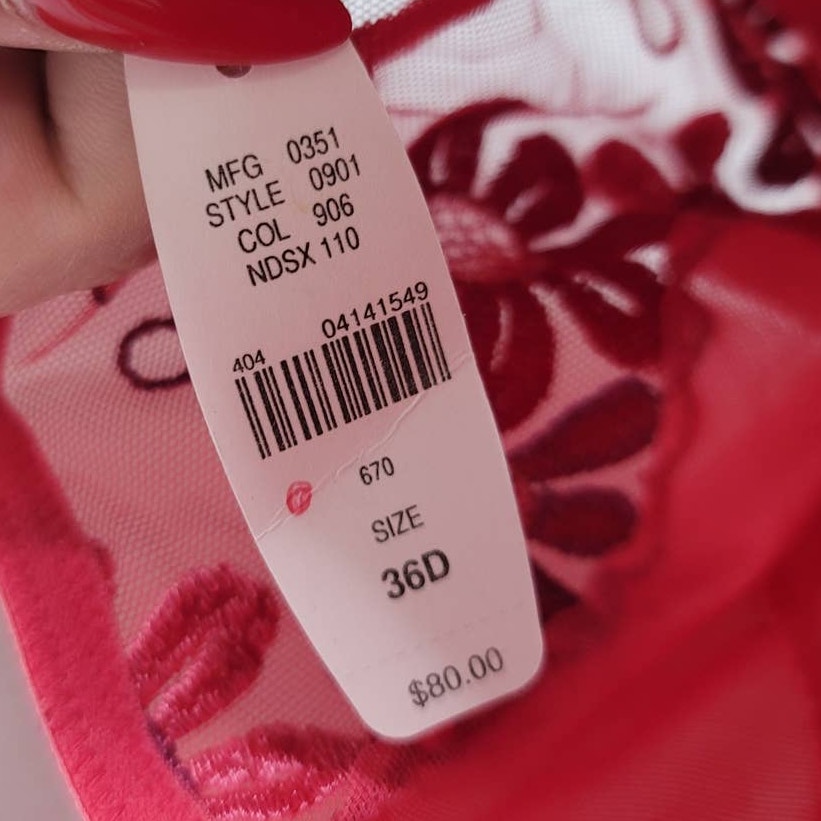 MFG 0351
STYLE 0901
COL 906
NDSX 110
404 04141549
670
SIZE
36D
$80.00